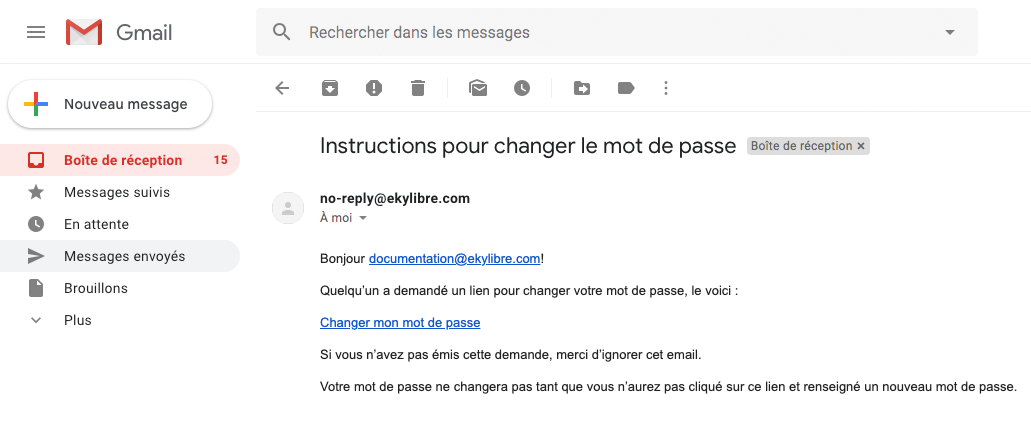 Gmail
Rechercher dans les messages
Nouveau message
Boîte de réception 15
Messages suivis
En attente
Messages envoyés
Brouillons
Plus
Instructions pour changer le mot de passe Boîte de réception ×
no-reply@ekylibre.com
À moi
Bonjour documentation@ekylibre.com!
Quelqu’un a demandé un lien pour changer votre mot de passe, le voici :
Changer mon mot de passe
Si vous n’avez pas émis cette demande, merci d’ignorer cet email.
Votre mot de passe ne changera pas tant que vous n’aurez pas cliqué sur ce lien et renseigné un nouveau mot de passe.